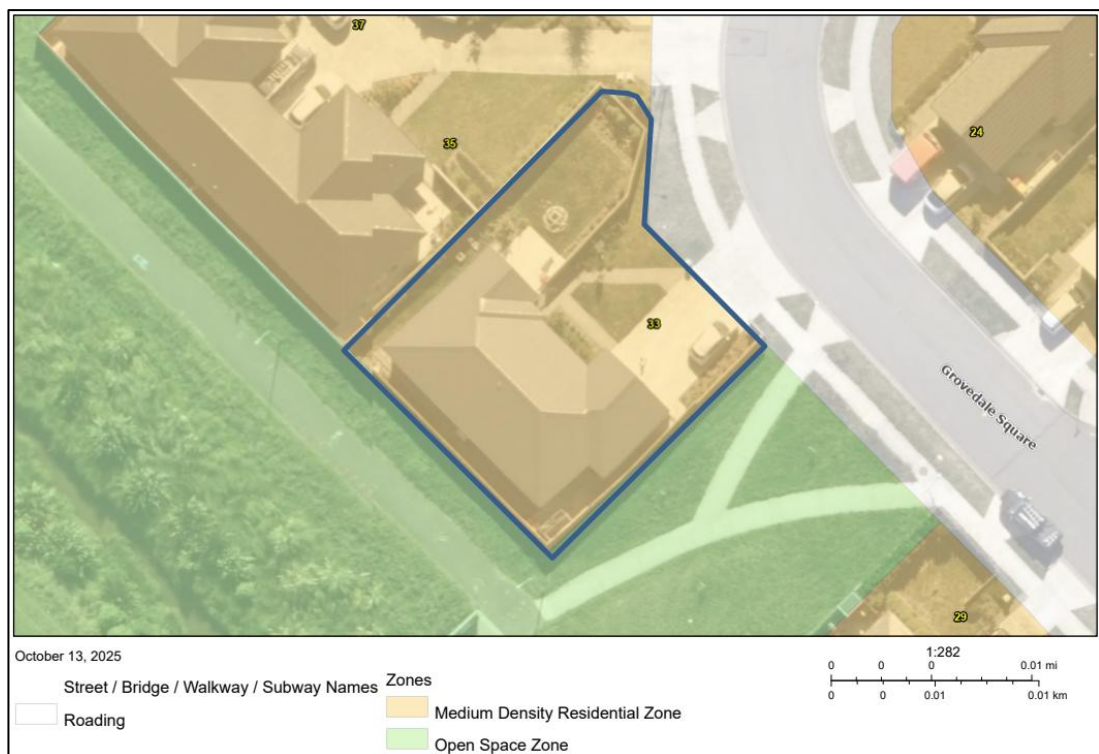 37
24
35
33
Grovedale Square
29
October 13, 2025
Street / Bridge / Walkway / Subway Names
Roading
Zones
Medium Density Residential Zone
Open Space Zone
1:282
0 0 0 0.01 mi
0 0 0.01 0.01 km